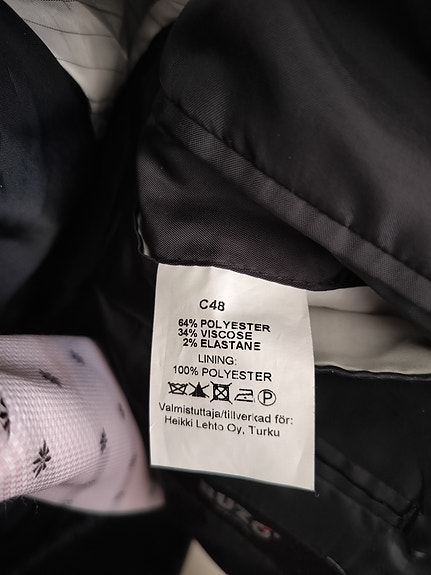 C48
64% POLYESTER
34% VISCOSE
2% ELASTANE
LINING:
100% POLYESTER
P
Valmistuttaja/tillverkad för:
Heikki Lehto Oy, Turku